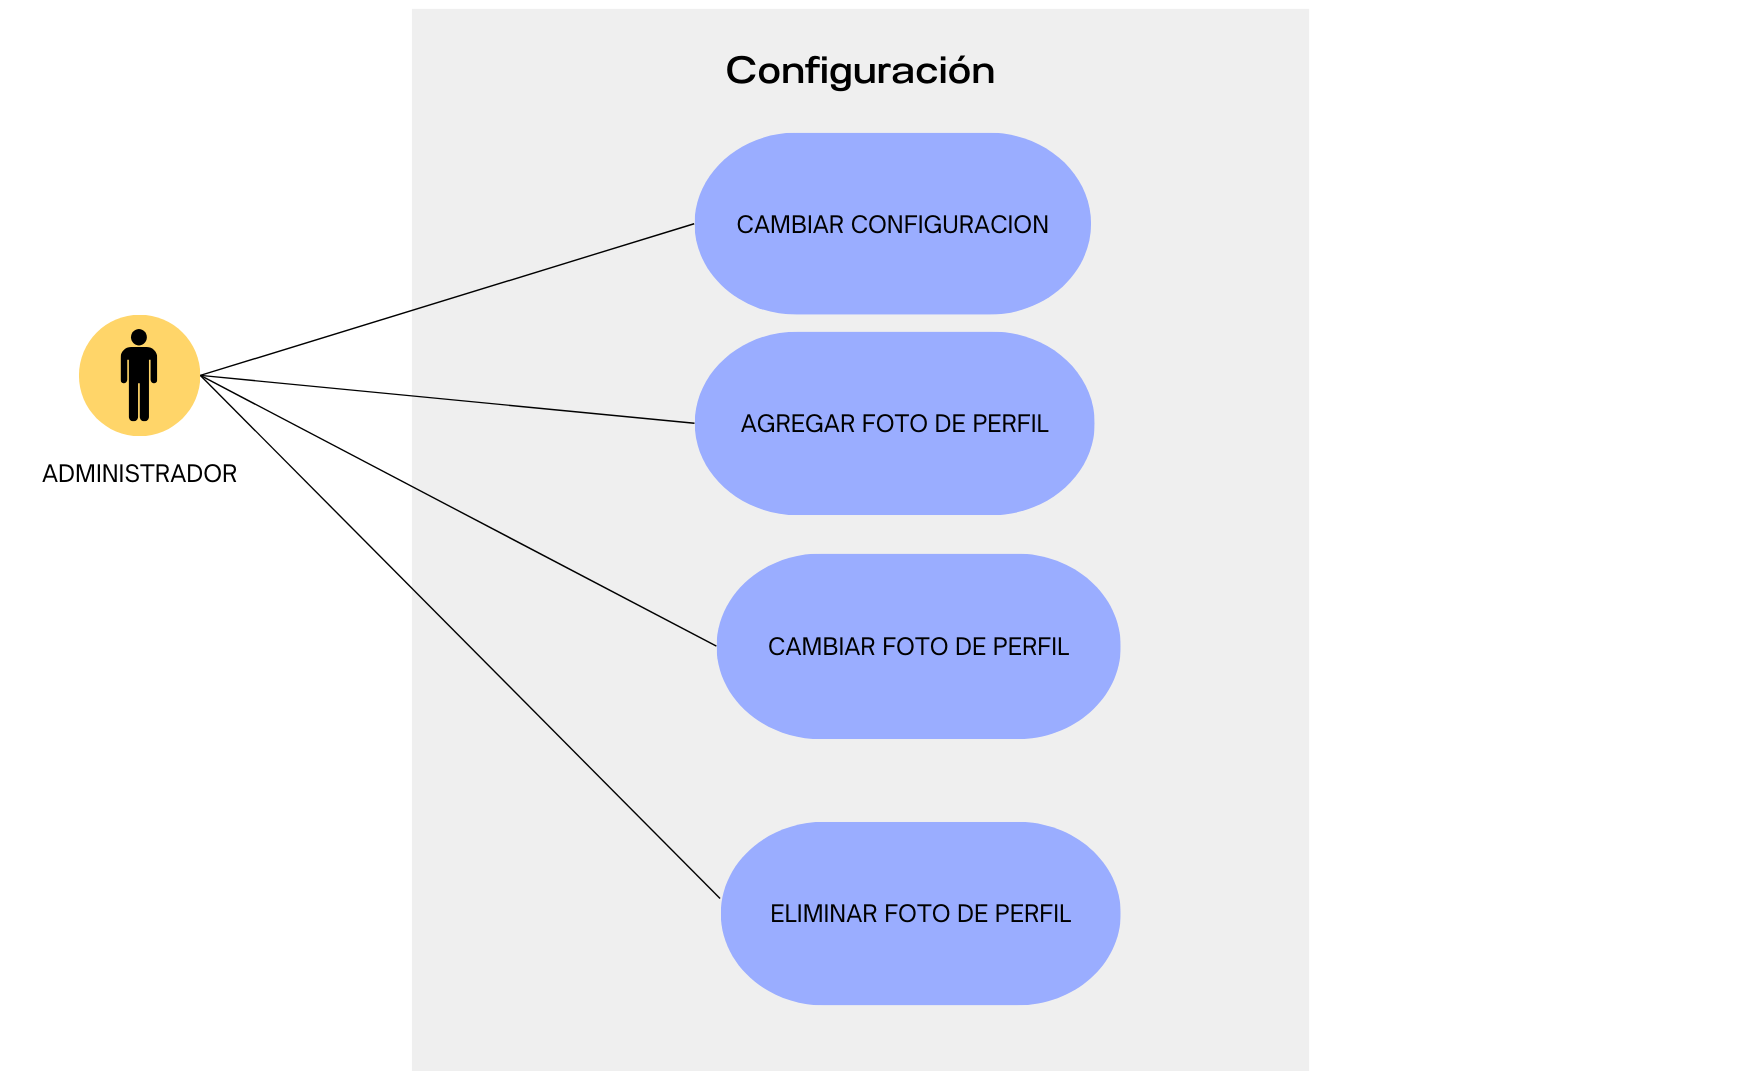 Configuración
CAMBIAR CONFIGURACION
AGREGAR FOTO DE PERFIL
ADMINISTRADOR
CAMBIAR FOTO DE PERFIL
ELIMINAR FOTO DE PERFIL